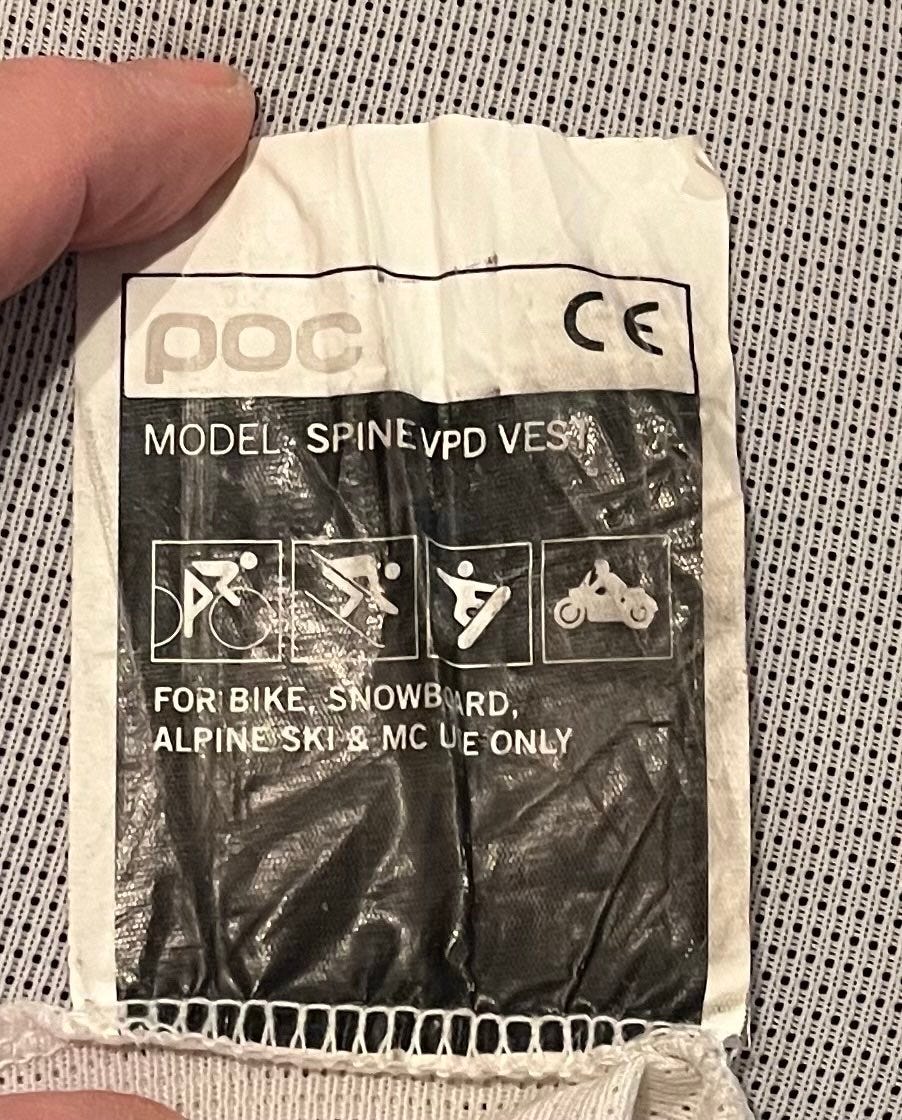 poc CE
MODEL: SPINE VPD VEST
FOR BIKE, SNOWBOARD,
ALPINE SKI & MC USE ONLY